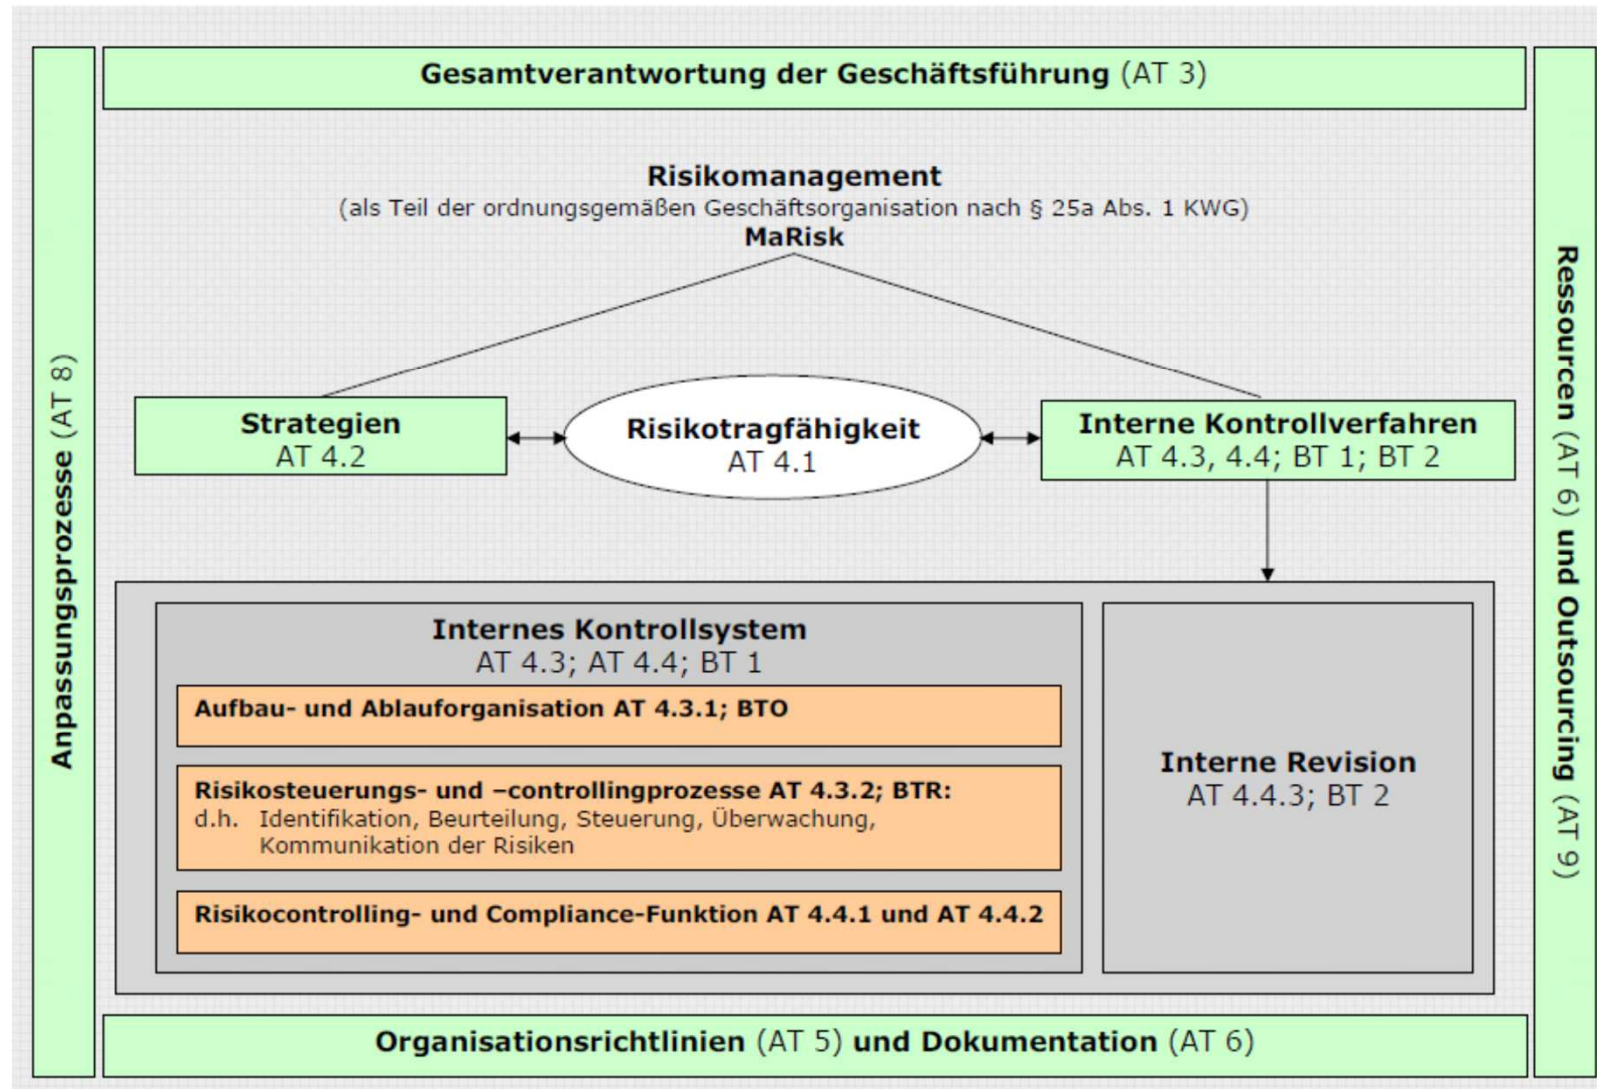 Gesamtverantwortung der Geschäftsführung (AT 3)
Anpassungsprozesse (AT 8)
Risikomanagement
(als Teil der ordnungsgemäßen Geschäftsorganisation nach § 25a Abs. 1 KWG)
MaRisk
Strategien
AT 4.2
Risikotragfähigkeit
AT 4.1
Interne Kontrollverfahren
AT 4.3, 4.4; BT 1; BT 2
Internes Kontrollsystem
AT 4.3; AT 4.4; BT 1
Aufbau- und Ablauforganisation AT 4.3.1; BTO
Risikosteuerungs- und –controllingprozesse AT 4.3.2; BTR:
d.h. Identifikation, Beurteilung, Steuerung, Überwachung,
Kommunikation der Risiken
Risikocontrolling- und Compliance-Funktion AT 4.4.1 und AT 4.4.2
Interne Revision
AT 4.4.3; BT 2
Ressourcen (AT 6) und Outsourcing (AT 9)
Organisationsrichtlinien (AT 5) und Dokumentation (AT 6)